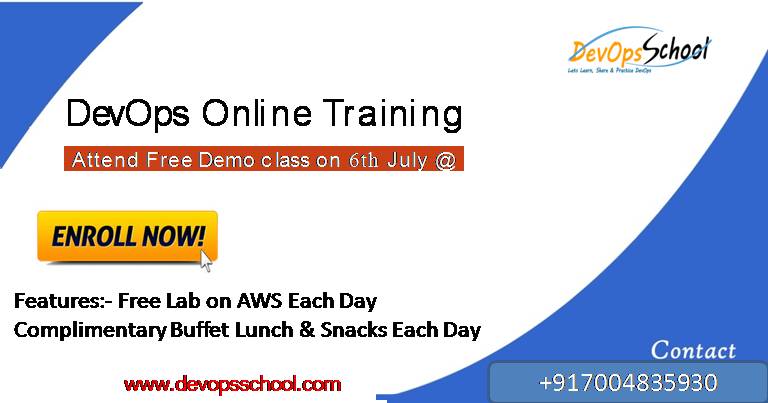 DevOpsSchool
Lets Learn, Share & Practice DevOps
DevOps Online Training
Attend Free Demo class on 6th July @
ENROLL NOW!
Features:- Free Lab on AWS Each Day
Complimentary Buffet Lunch & Snacks Each Day
Contact
www.devopsschool.com
+917004835930